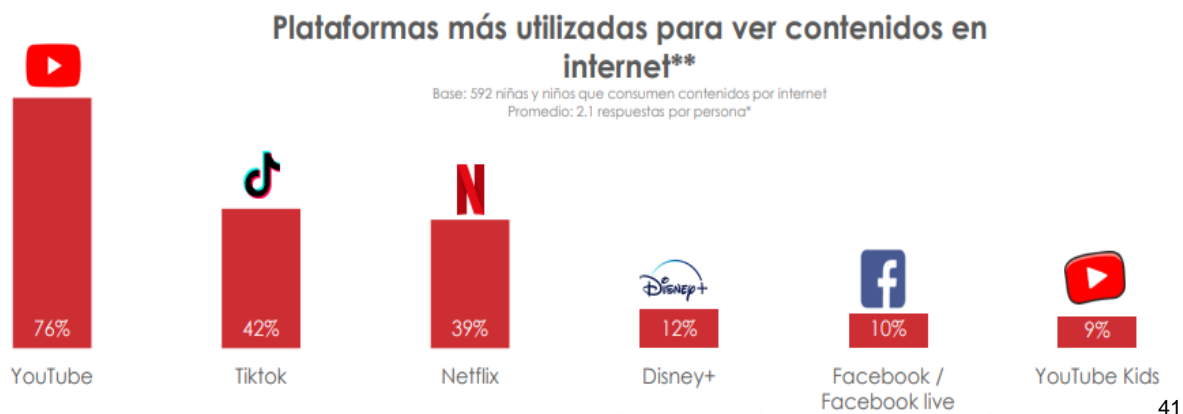 Plataformas más utilizadas para ver contenidos en
internet**
Base: 592 niñas y niños que consumen contenidos por internet
Promedio: 2.1 respuestas por persona*
N
Disney+
f
76%
42%
39%
12%
10%
9%
YouTube
Tiktok
Netflix
Disney+
Facebook /
Facebook live
YouTube Kids
41